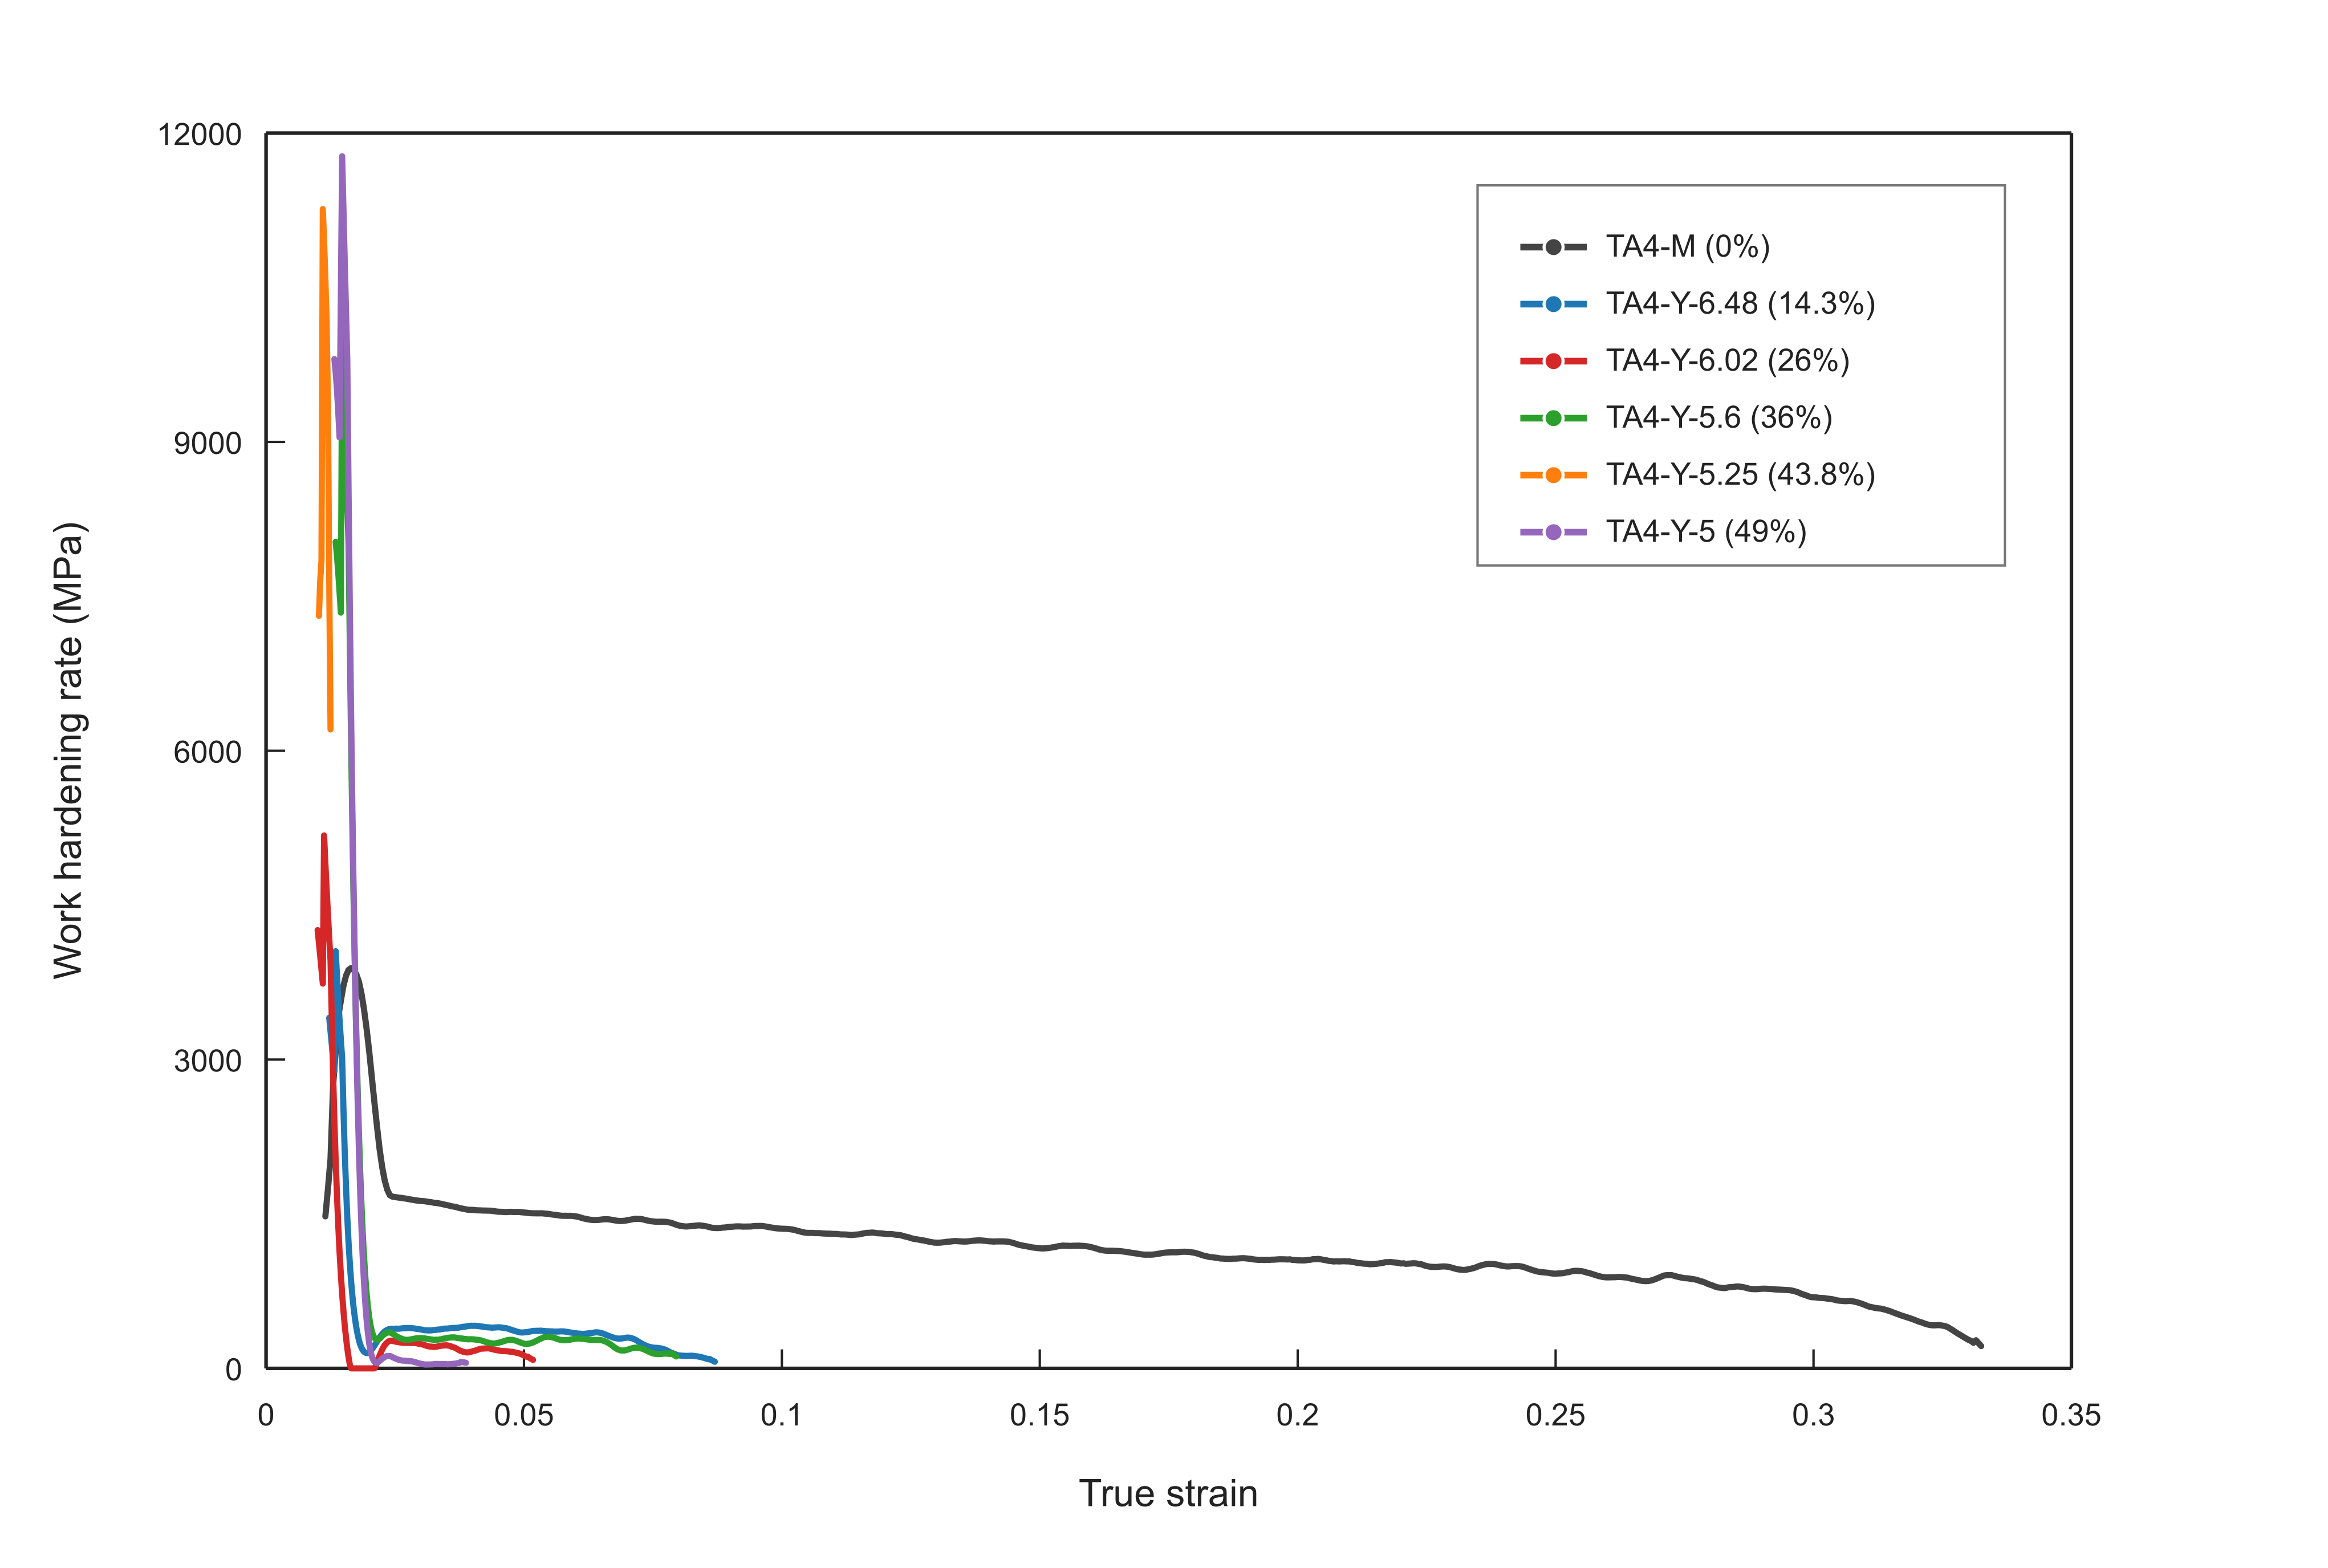 12000
9000
6000
3000
0
Work hardening rate (MPa)
TA4-M (0%)
TA4-Y-6.48 (14.3%)
TA4-Y-6.02 (26%)
TA4-Y-5.6 (36%)
TA4-Y-5.25 (43.8%)
TA4-Y-5 (49%)
0 0.05 0.1 0.15 0.2 0.25 0.3 0.35
True strain